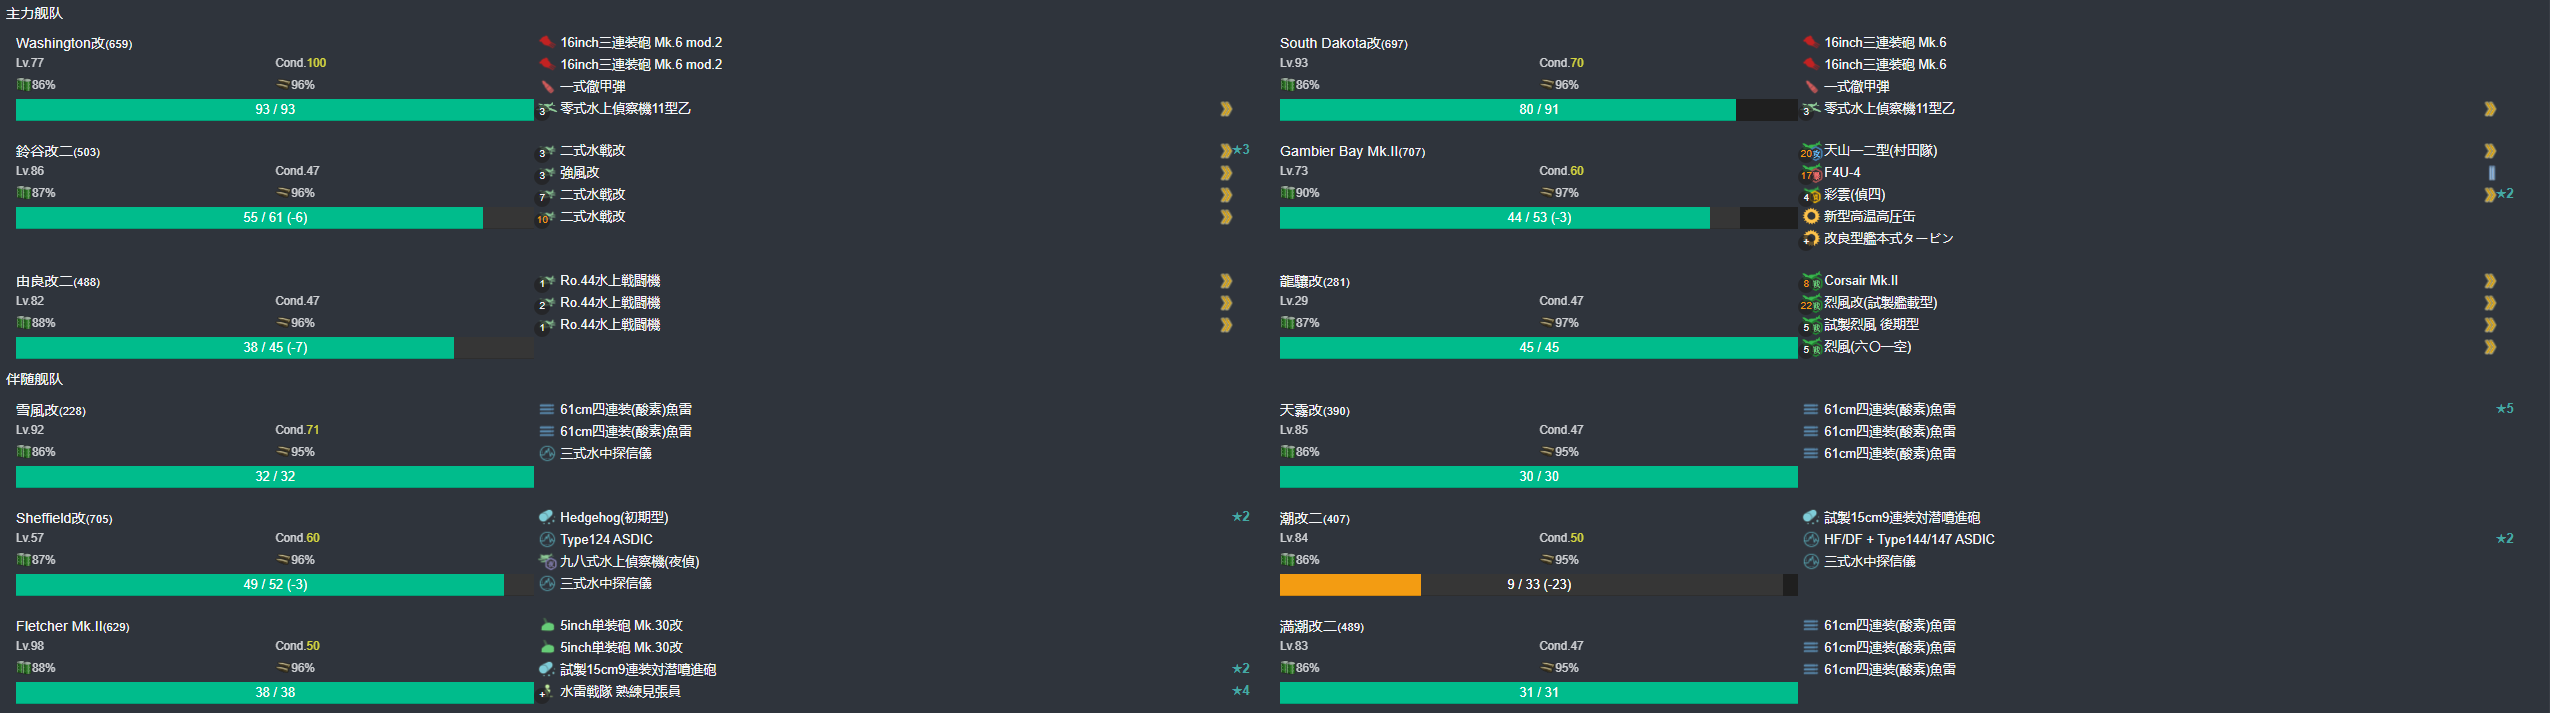 主力舰队
Washington改(659)
Lv.77 Cond.100
86% 96%
93 / 93
16inch三連装砲 Mk.6 mod.2
16inch三連装砲 Mk.6 mod.2
一式徹甲弾
3 零式水上偵察機11型乙
South Dakota改(697)
Lv.93 Cond.70
86% 96%
80 / 91
16inch三連装砲 Mk.6
16inch三連装砲 Mk.6
一式徹甲弾
3 零式水上偵察機11型乙
鈴谷改二(503)
Lv.86 Cond.47
87% 96%
55 / 61 (-6)
3 二式水戦改 ★3
3 強風改
7 二式水戦改
10 二式水戦改
Gambier Bay Mk.II(707)
Lv.73 Cond.60
90% 97%
44 / 53 (-3)
20 天山一二型(村田隊)
17 F4U-4
4 彩雲(偵四) ★2
新型高温高圧缶
+ 改良型艦本式タービン
由良改二(488)
Lv.82 Cond.47
88% 96%
38 / 45 (-7)
1 Ro.44水上戦闘機
2 Ro.44水上戦闘機
1 Ro.44水上戦闘機
龍驤改(281)
Lv.29 Cond.47
87% 97%
45 / 45
8 Corsair Mk.II
22 烈風改(試製艦載型)
5 試製烈風 後期型
5 烈風(六〇一空)
伴随舰队
雪風改(228)
Lv.92 Cond.71
86% 95%
32 / 32
61cm四連装(酸素)魚雷
61cm四連装(酸素)魚雷
三式水中探信儀
天霧改(390)
Lv.85 Cond.47
86% 95%
30 / 30
61cm四連装(酸素)魚雷 ★5
61cm四連装(酸素)魚雷
61cm四連装(酸素)魚雷
Sheffield改(705)
Lv.57 Cond.60
87% 96%
49 / 52 (-3)
Hedgehog(初期型) ★2
Type124 ASDIC
九八式水上偵察機(夜偵)
三式水中探信儀
潮改二(407)
Lv.84 Cond.50
86% 95%
9 / 33 (-23)
試製15cm9連装対潜噴進砲
HF/DF + Type144/147 ASDIC ★2
三式水中探信儀
Fletcher Mk.II(629)
Lv.98 Cond.50
88% 96%
38 / 38
5inch単装砲 Mk.30改
5inch単装砲 Mk.30改
試製15cm9連装対潜噴進砲 ★2
+ 水雷戦隊 熟練見張員 ★4
満潮改二(489)
Lv.83 Cond.47
86% 95%
31 / 31
61cm四連装(酸素)魚雷
61cm四連装(酸素)魚雷
61cm四連装(酸素)魚雷